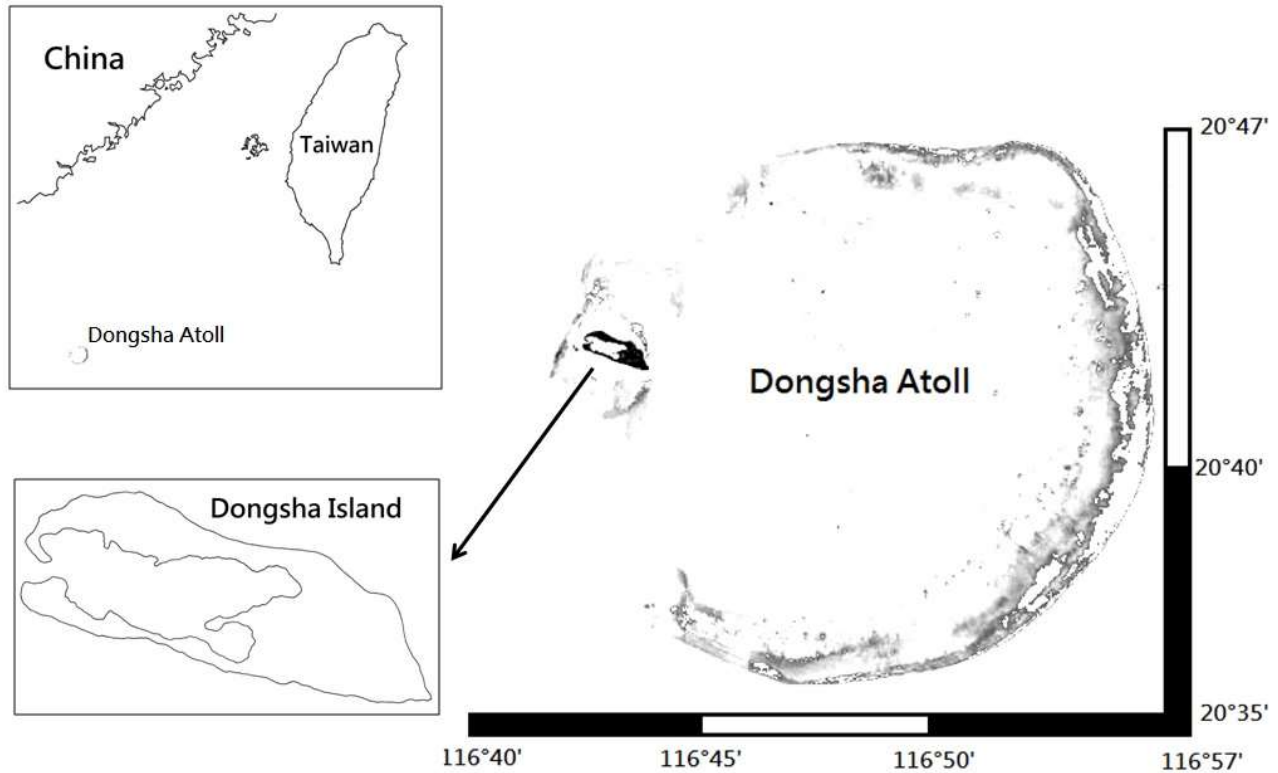 China
Taiwan
Dongsha Atoll
Dongsha Island
Dongsha Atoll
20°47'
20°40'
20°35'
116°40'
116°45'
116°50'
116°57'